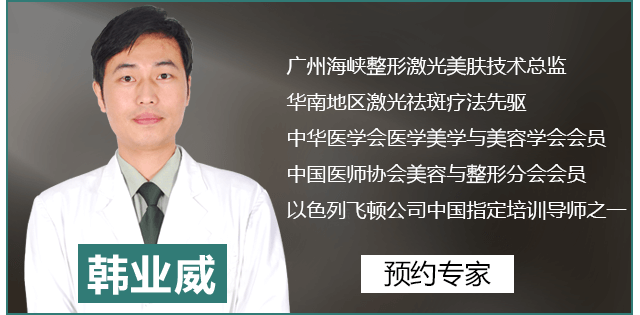 广州海峡整形激光美肤技术总监
华南地区激光祛斑疗法先驱
中华医学会医学美学与美容学会会员
中国医师协会美容与整形分会会员
以色列飞顿公司中国指定培训导师之一
韩业威
预约专家